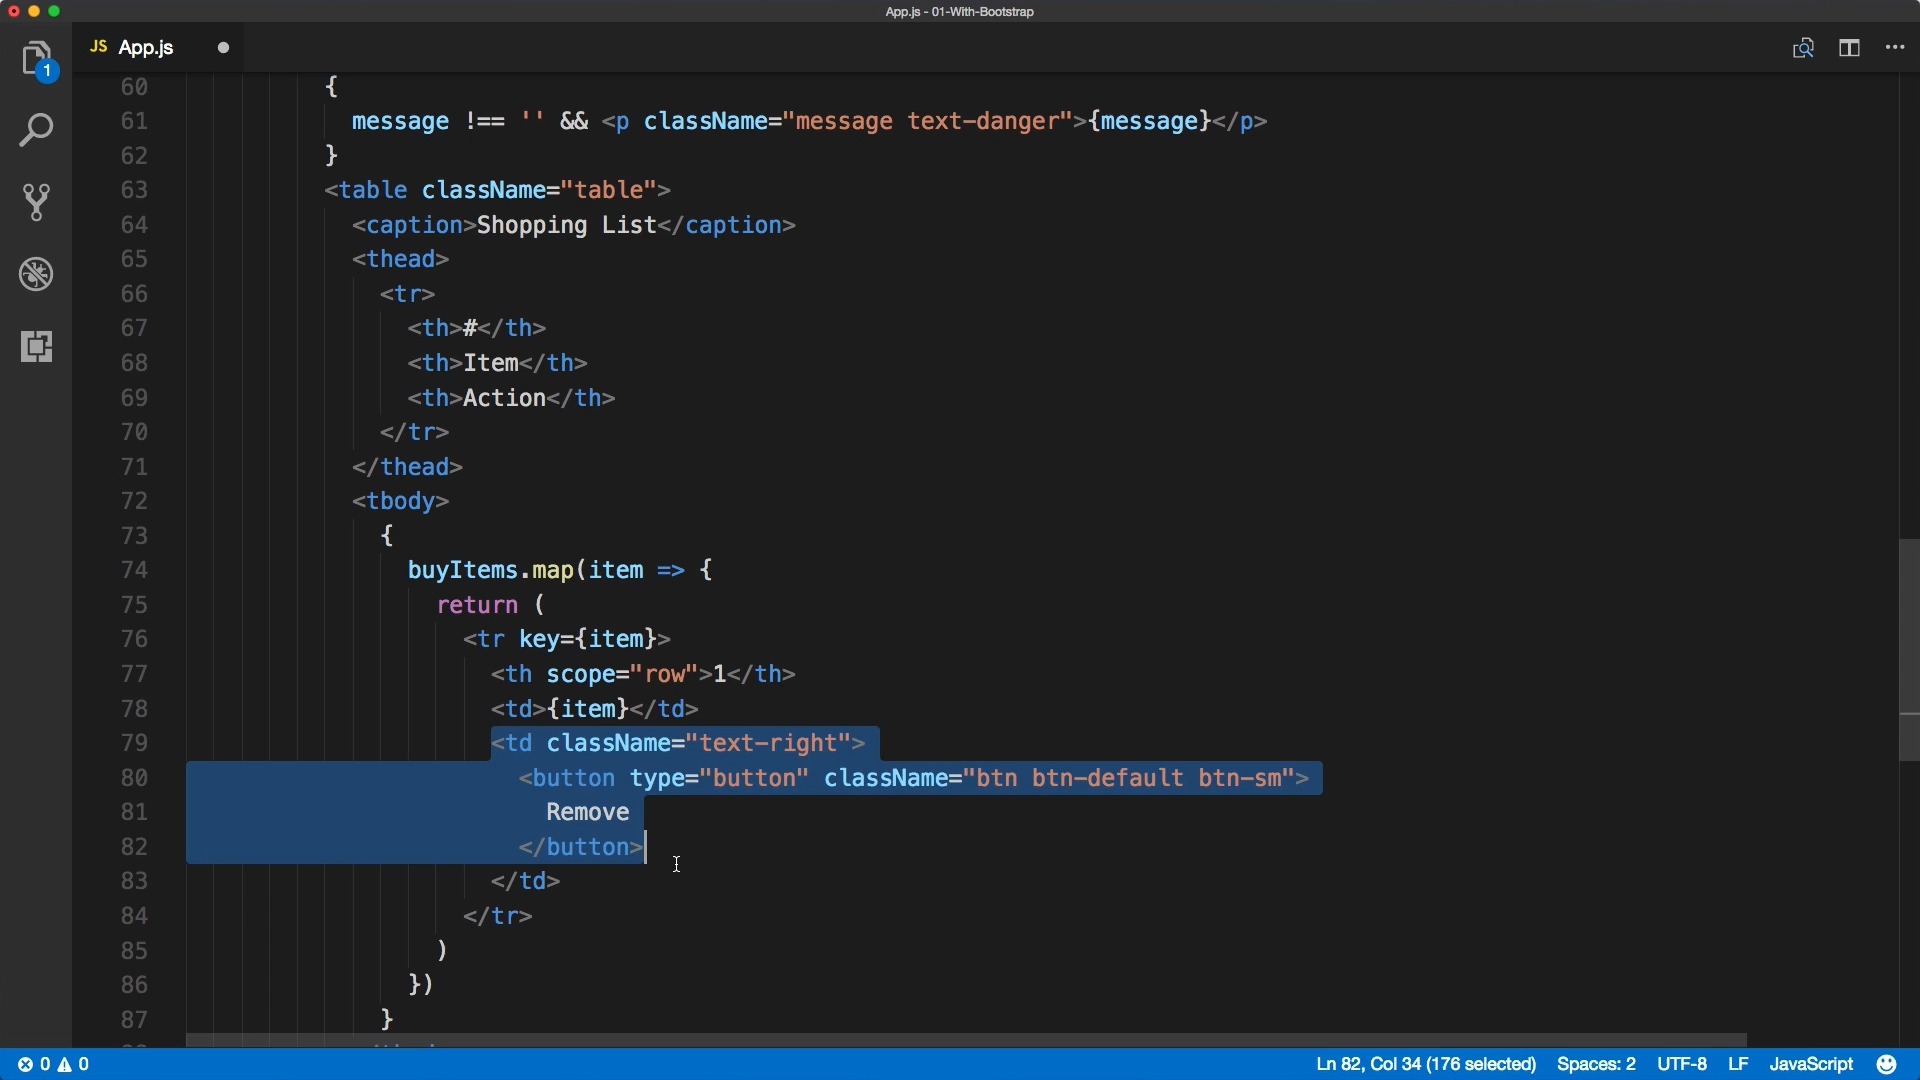 App.js - 01-With-Bootstrap
JS App.js
1
60 {
61 message !== '' && <p className="message text-danger">{message}</p>
62 }
63 <table className="table">
64 <caption>Shopping List</caption>
65 <thead>
66 <tr>
67 <th>#</th>
68 <th>Item</th>
69 <th>Action</th>
70 </tr>
71 </thead>
72 <tbody>
73 {
74 buyItems.map(item => {
75 return (
76 <tr key={item}>
77 <th scope="row">1</th>
78 <td>{item}</td>
79 <td className="text-right">
80 <button type="button" className="btn btn-default btn-sm">
81 Remove
82 </button>
83 </td>
84 </tr>
85 )
86 })
87 }
0 0 Ln 82, Col 34 (176 selected) Spaces: 2 UTF-8 LF JavaScript